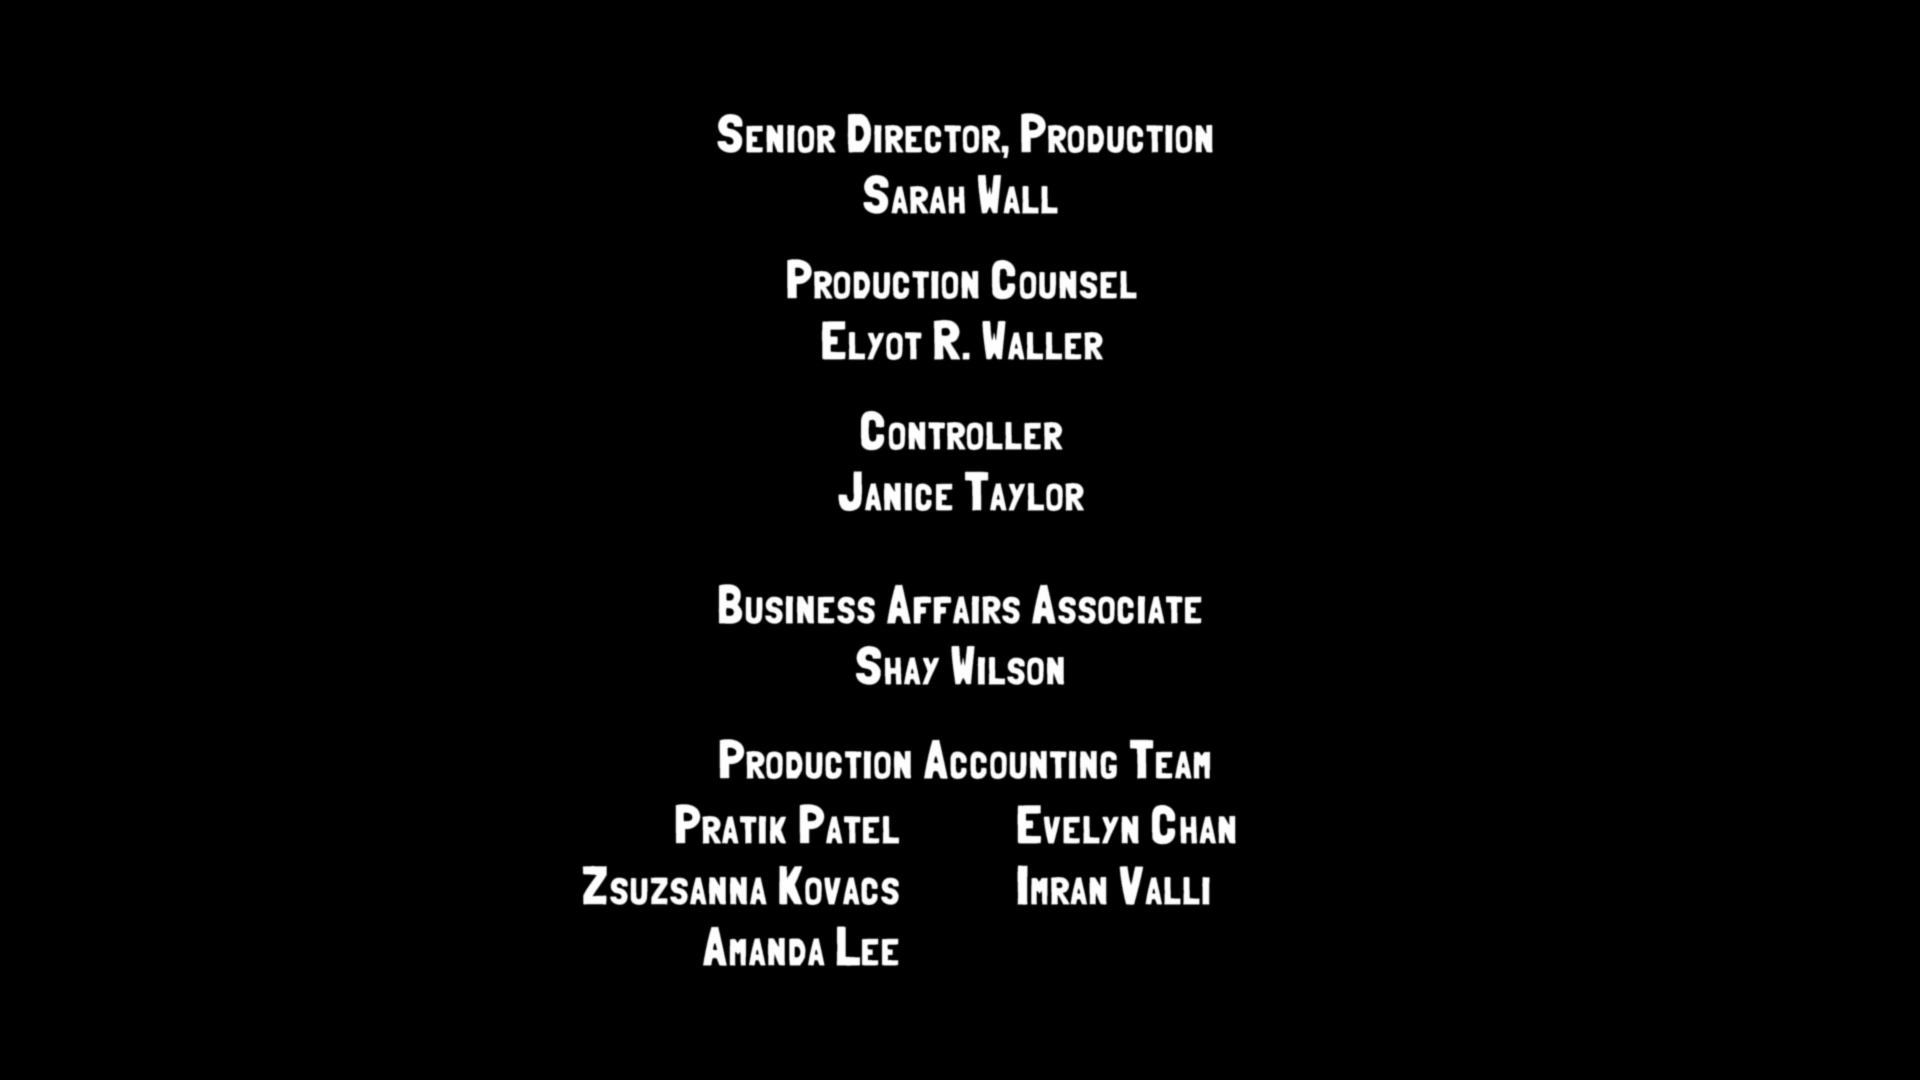 Senior Director, Production
Sarah Wall
Production Counsel
Elyot R. Waller
Controller
Janice Taylor
Business Affairs Associate
Shay Wilson
Production Accounting Team
Pratik Patel Evelyn Chan
Zsuzsanna Kovacs Imran Valli
Amanda Lee